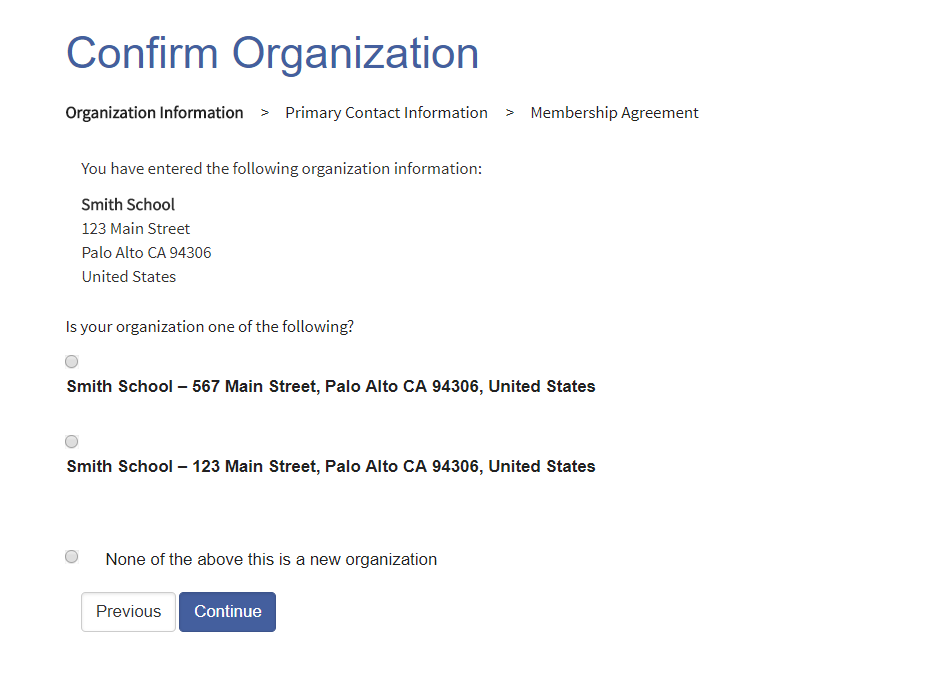 Confirm Organization
Organization Information > Primary Contact Information > Membership Agreement
You have entered the following organization information:
Smith School
123 Main Street
Palo Alto CA 94306
United States
Is your organization one of the following?
Smith School – 567 Main Street, Palo Alto CA 94306, United States
Smith School – 123 Main Street, Palo Alto CA 94306, United States
None of the above this is a new organization
Previous Continue